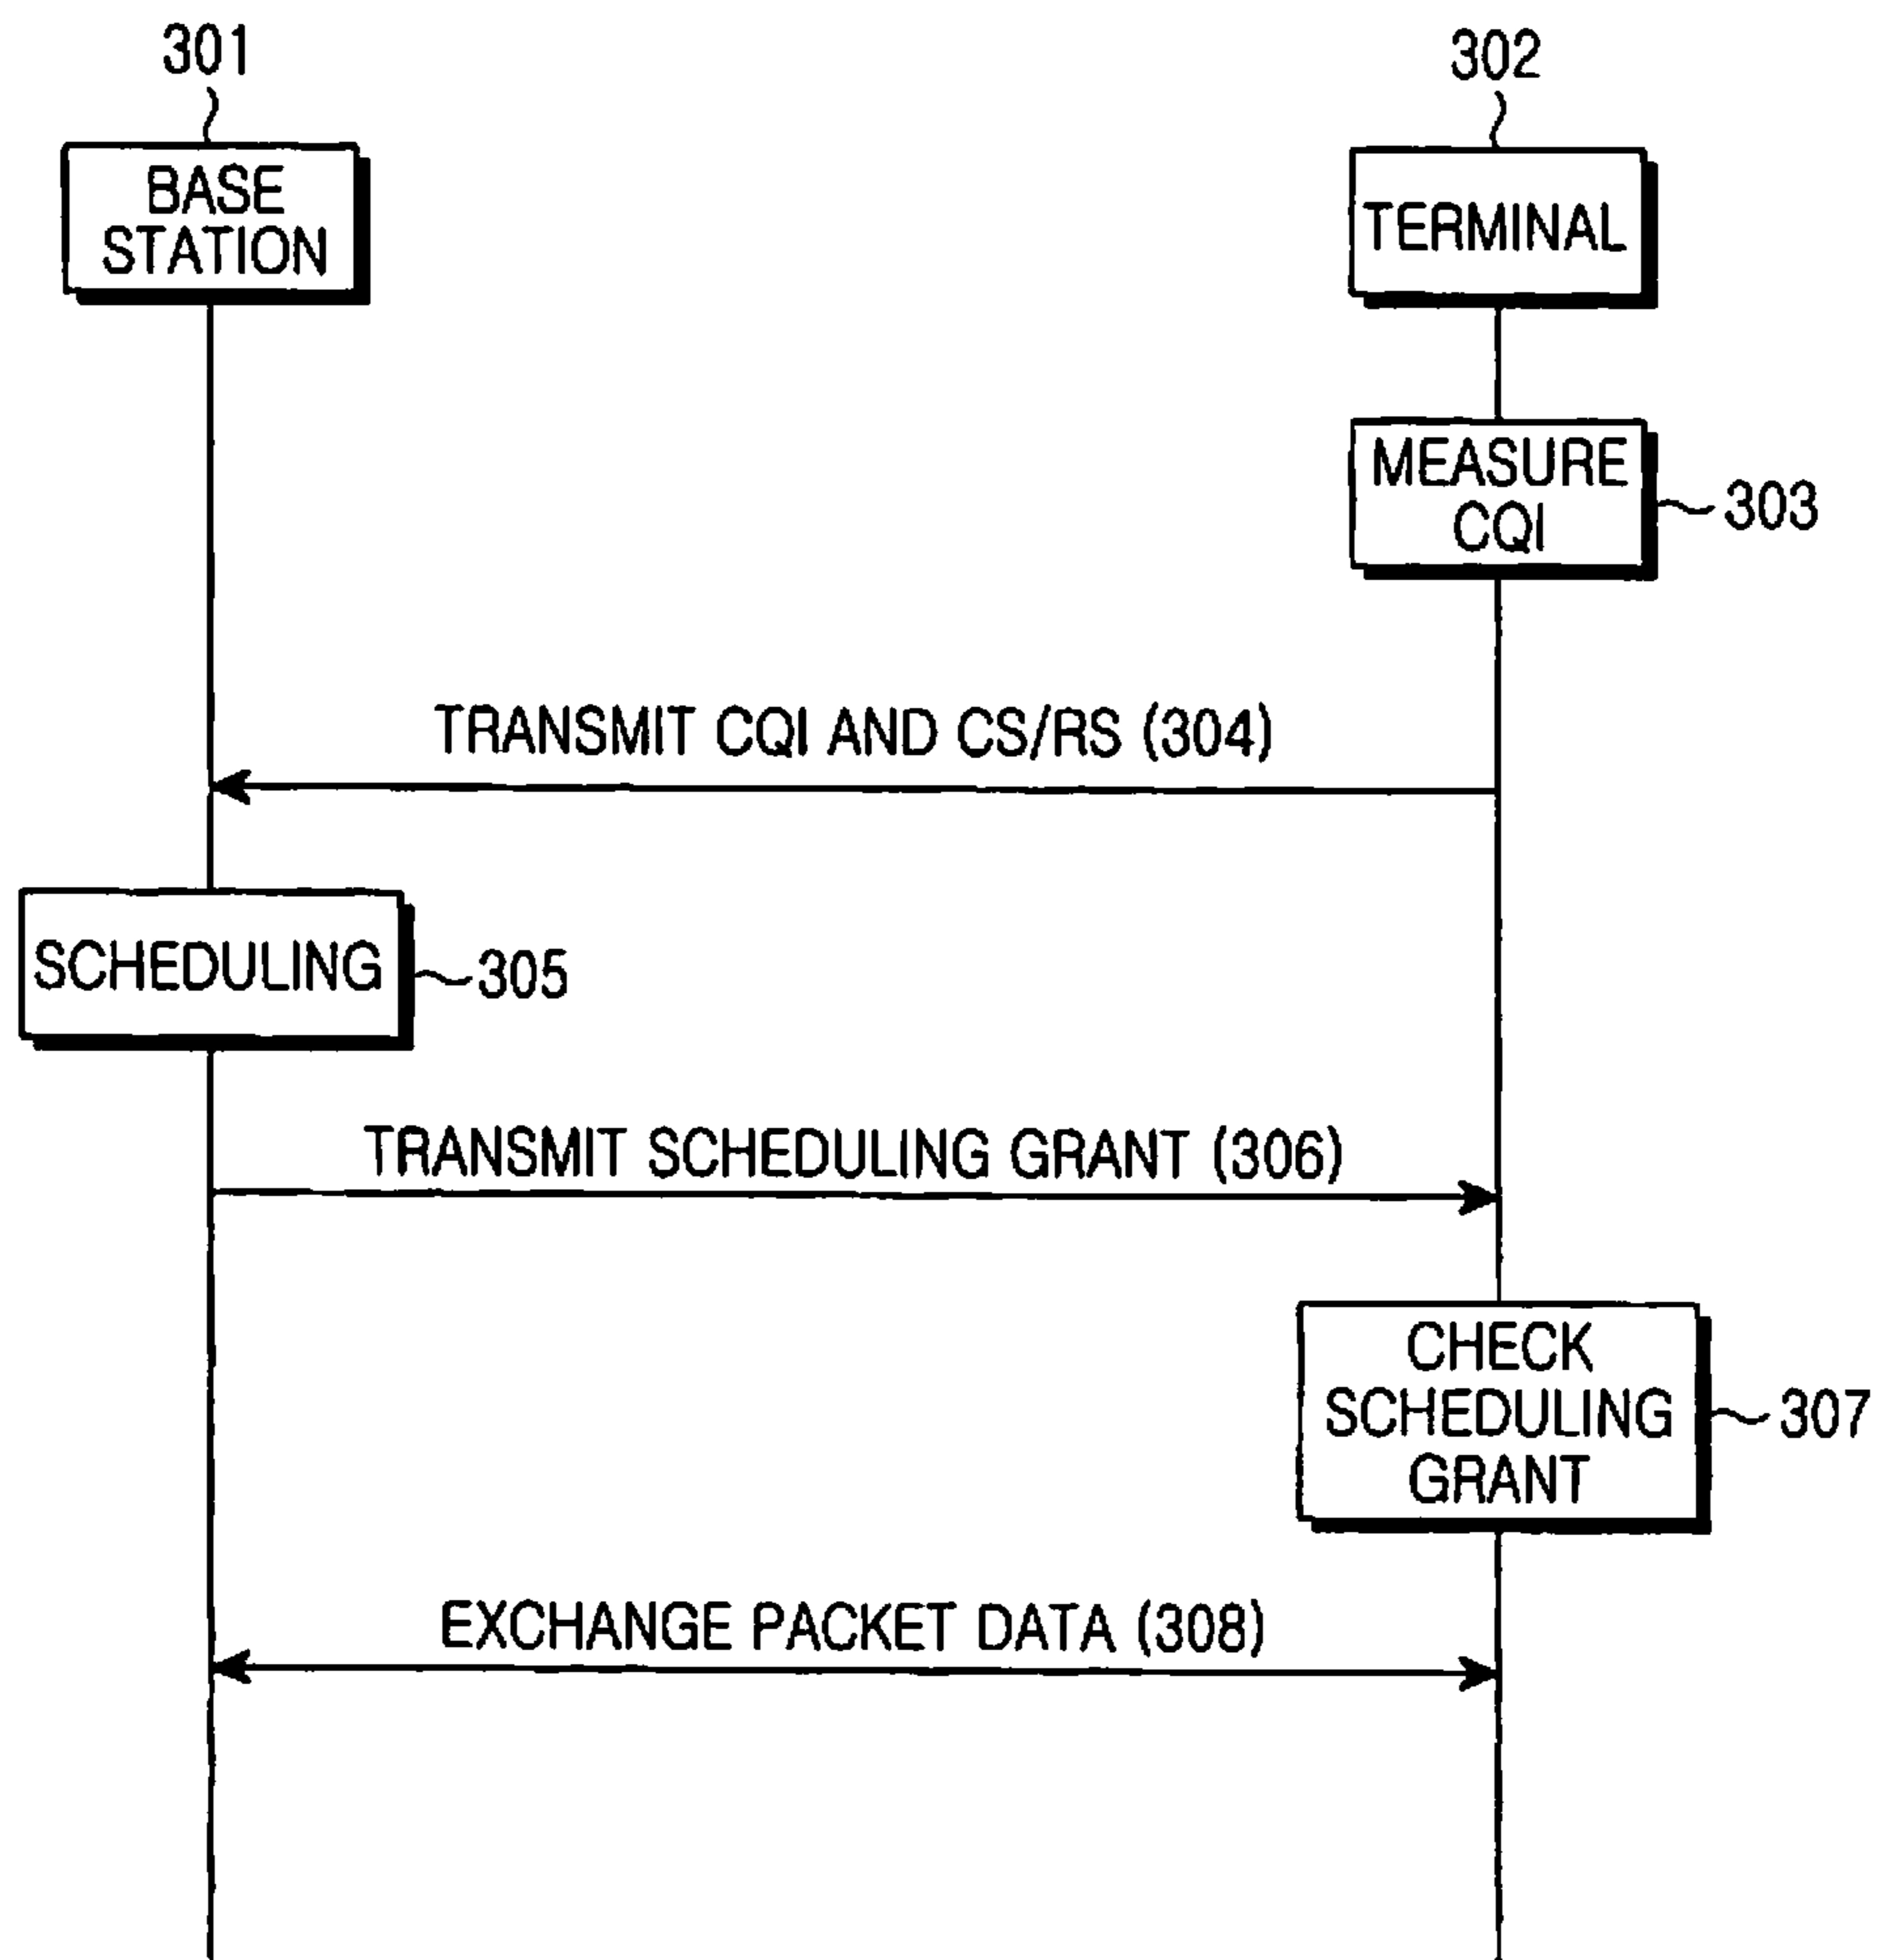 301
302
BASE
STATION
TERMINAL
MEASURE
CQI
303
TRANSMIT CQI AND CS/RS (304)
SCHEDULING
305
TRANSMIT SCHEDULING GRANT (306)
CHECK
SCHEDULING
GRANT
307
EXCHANGE PACKET DATA (308)